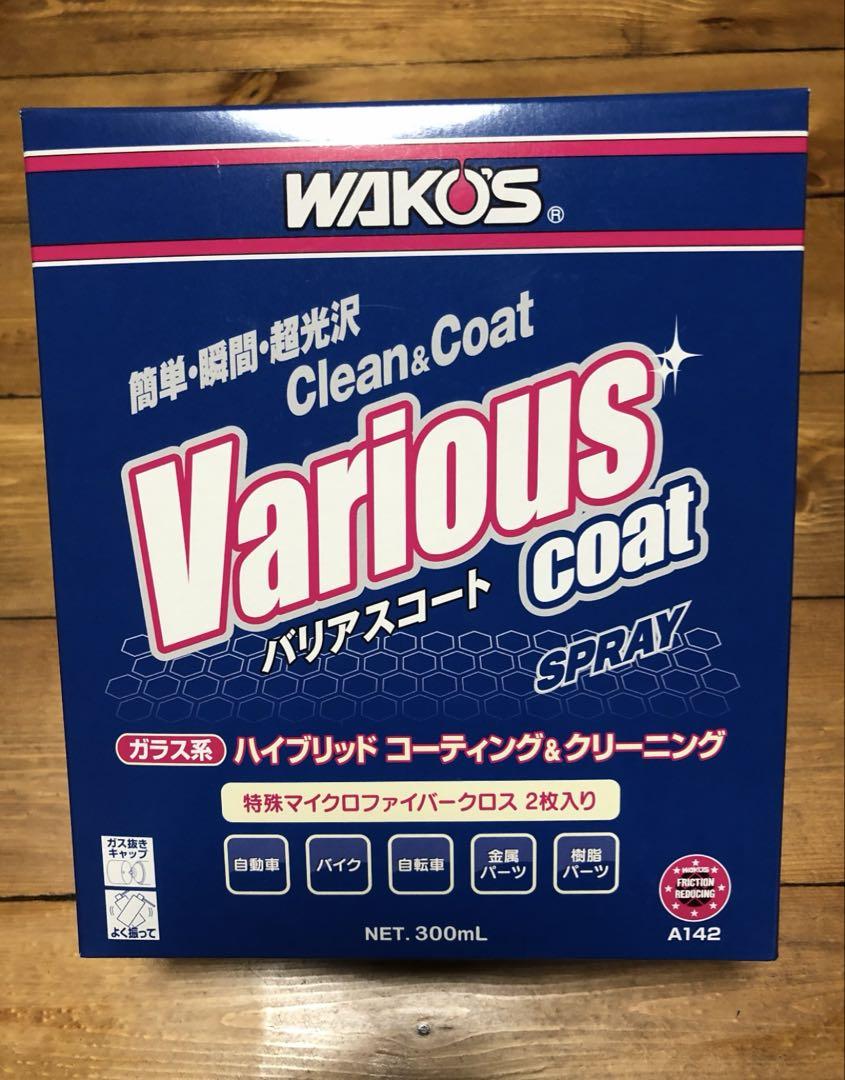 WAKO'S ®
簡単・瞬間・超光沢
Clean&Coat
Various
coat
バリアスコート
SPRAY
ガラス系 ハイブリッド コーティング&クリーニング
特殊マイクロファイバークロス 2枚入り
ガス抜き
キャップ
よく振って
自動車
バイク
自転車
金属
パーツ
樹脂
パーツ
WAKO'S
FRICTION
REDUCING
NET. 300mL
A142